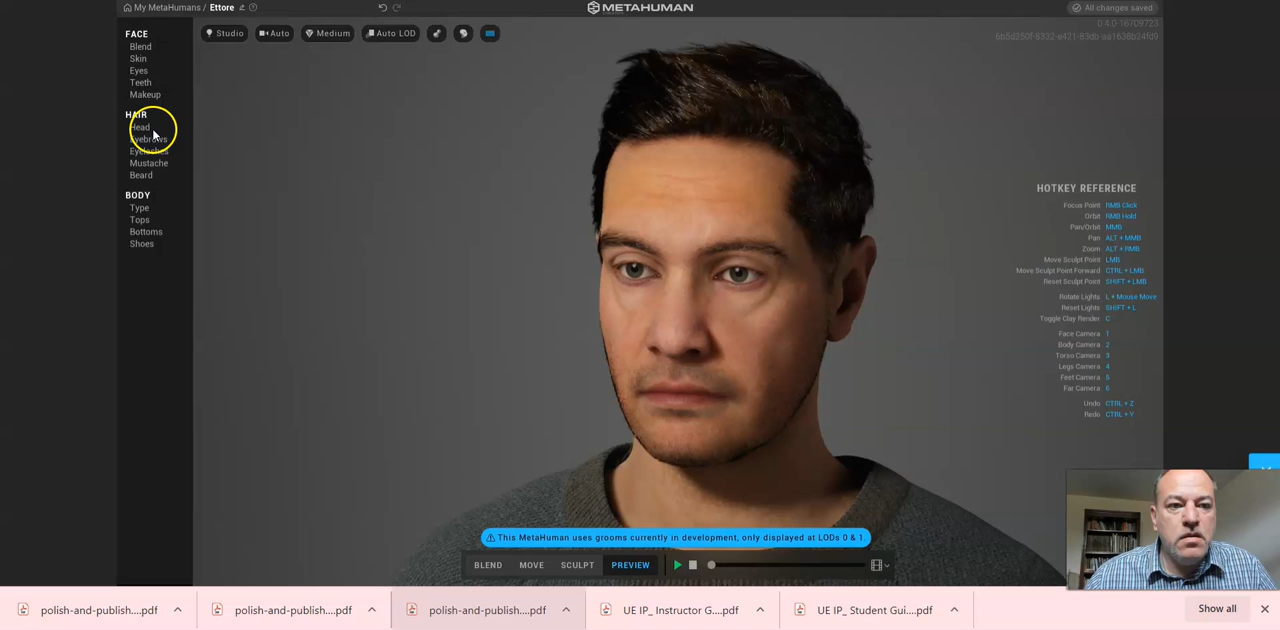 My MetaHumans / Ettore
METAHUMAN
All changes saved
FACE
Blend
Skin
Eyes
Teeth
Makeup
HAIR
Head
Eyebrows
Eyelashes
Mustache
Beard
BODY
Type
Tops
Bottoms
Shoes
Studio
Auto
Medium
Auto LOD
0.4.0-16709723
HOTKEY REFERENCE
Focus Point RMB Click
Orbit RMB Hold
Pan/Orbit MMB
Pan ALT + MMB
Zoom ALT + RMB
Move Sculpt Point LMB
Move Sculpt Point Forward CTRL + LMB
Reset Sculpt Point SHIFT + LMB
Rotate Lights L + Mouse Move
Reset Lights SHIFT + L
Toggle Clay Render C
Face Camera 1
Body Camera 2
Torso Camera 3
Legs Camera 4
Feet Camera 5
Far Camera 6
Undo CTRL + Z
Redo CTRL + Y
This MetaHuman uses grooms currently in development, only displayed at LODs 0 & 1.
BLEND MOVE SCULPT PREVIEW
polish-and-publish....pdf
polish-and-publish....pdf
polish-and-publish....pdf
UE IP_ Instructor G....pdf
UE IP_ Student Gui....pdf
Show all